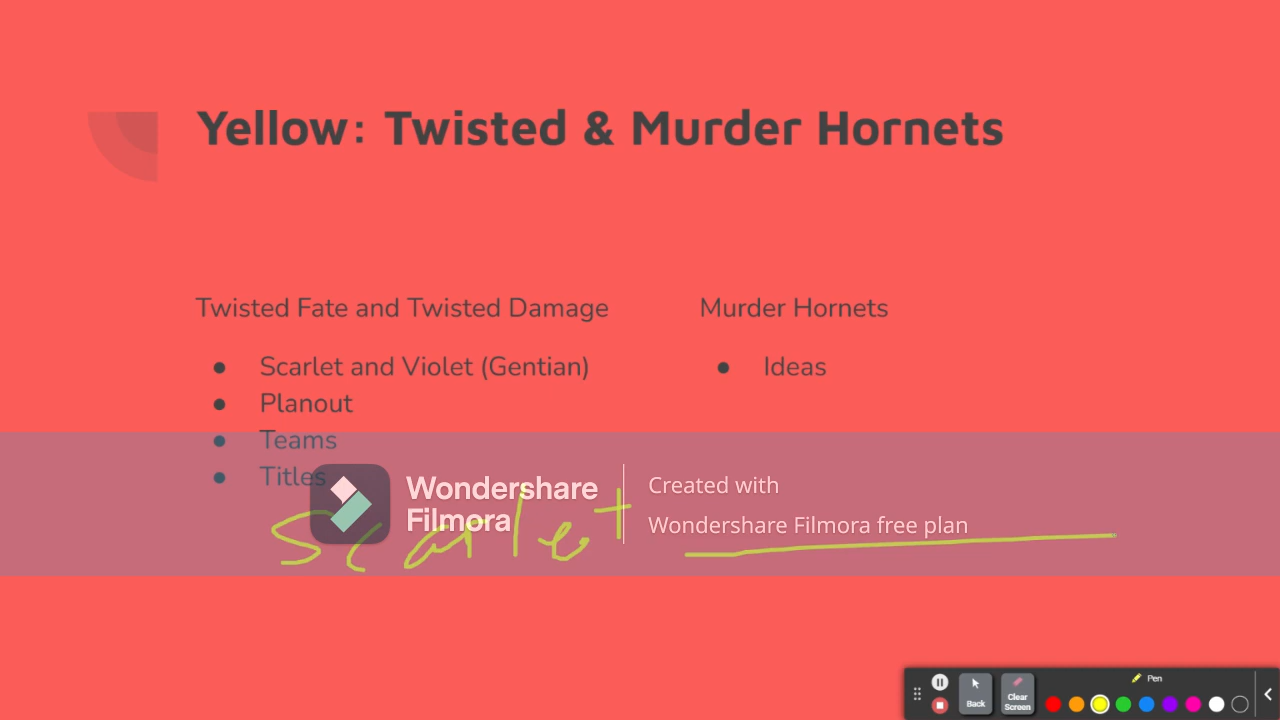 Yellow: Twisted & Murder Hornets
Twisted Fate and Twisted Damage
● Scarlet and Violet (Gentian)
● Planout
● Teams
● Titles
Murder Hornets
● Ideas
Wondershare
Filmora
Created with
Wondershare Filmora free plan
Scarlet
Pen
Back
Clear
Screen